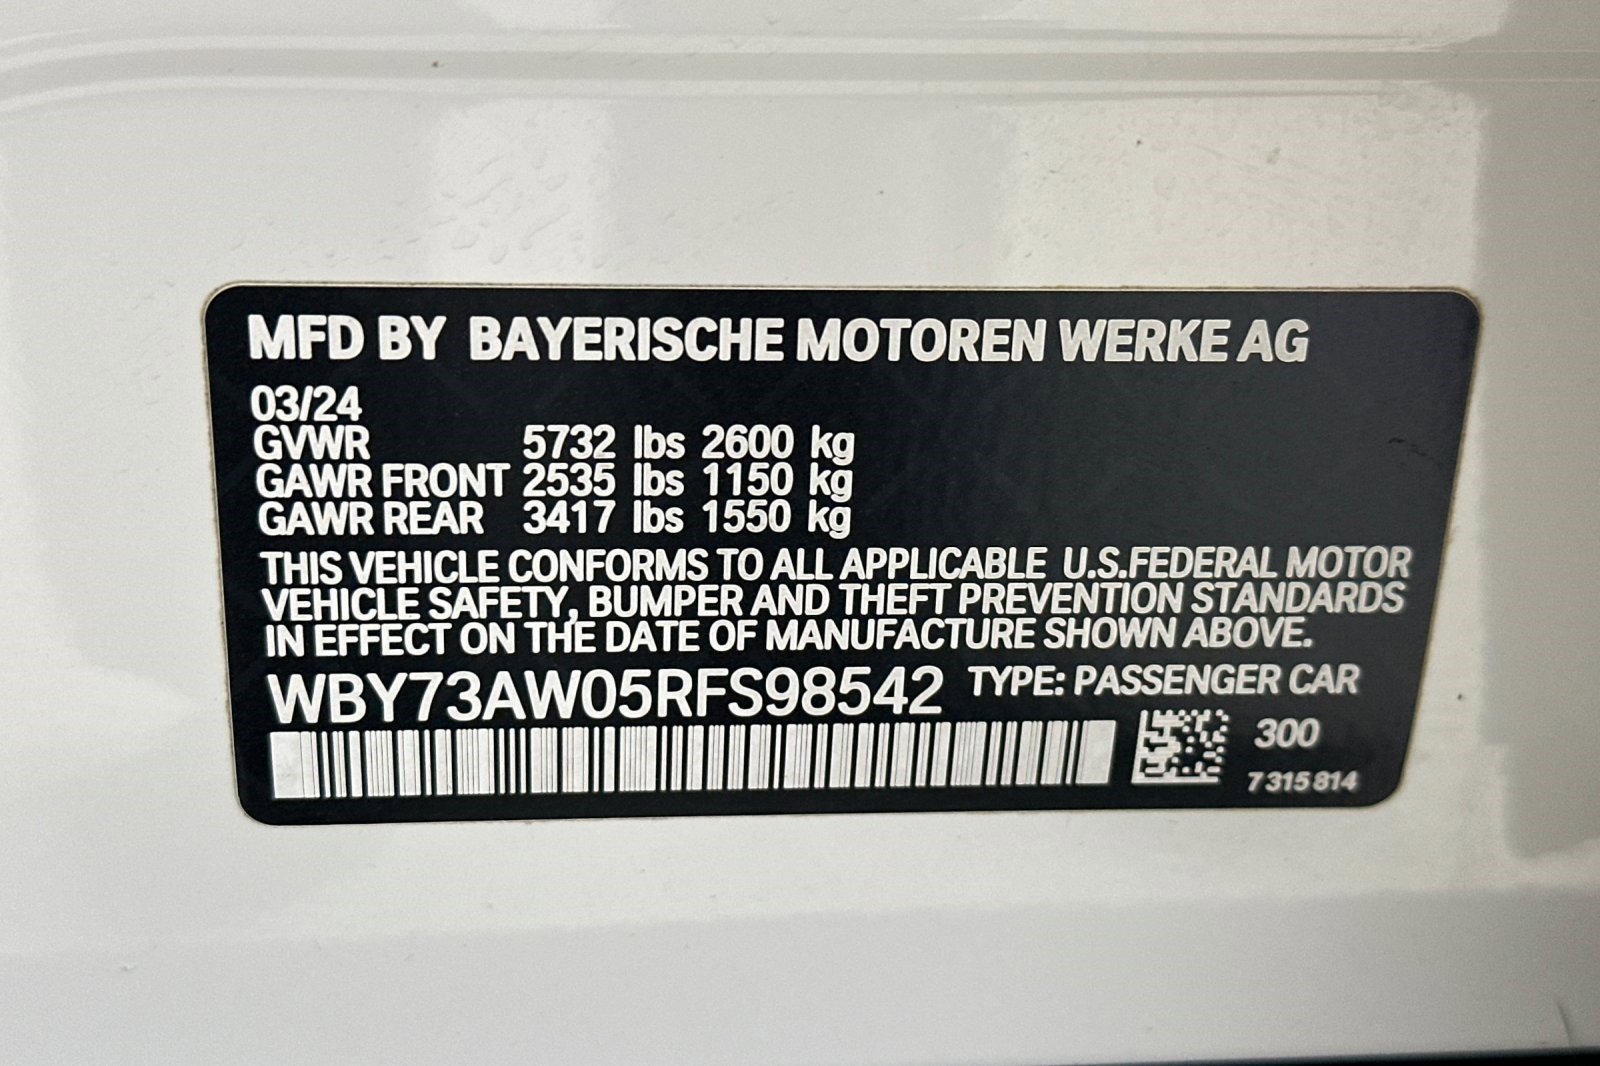 MFD BY BAYERISCHE MOTOREN WERKE AG
03/24
GVWR 5732 lbs 2600 kg
GAWR FRONT 2535 lbs 1150 kg
GAWR REAR 3417 lbs 1550 kg
THIS VEHICLE CONFORMS TO ALL APPLICABLE U.S.FEDERAL MOTOR
VEHICLE SAFETY, BUMPER AND THEFT PREVENTION STANDARDS
IN EFFECT ON THE DATE OF MANUFACTURE SHOWN ABOVE.
WBY73AW05RFS98542 TYPE: PASSENGER CAR
300
7 315 814